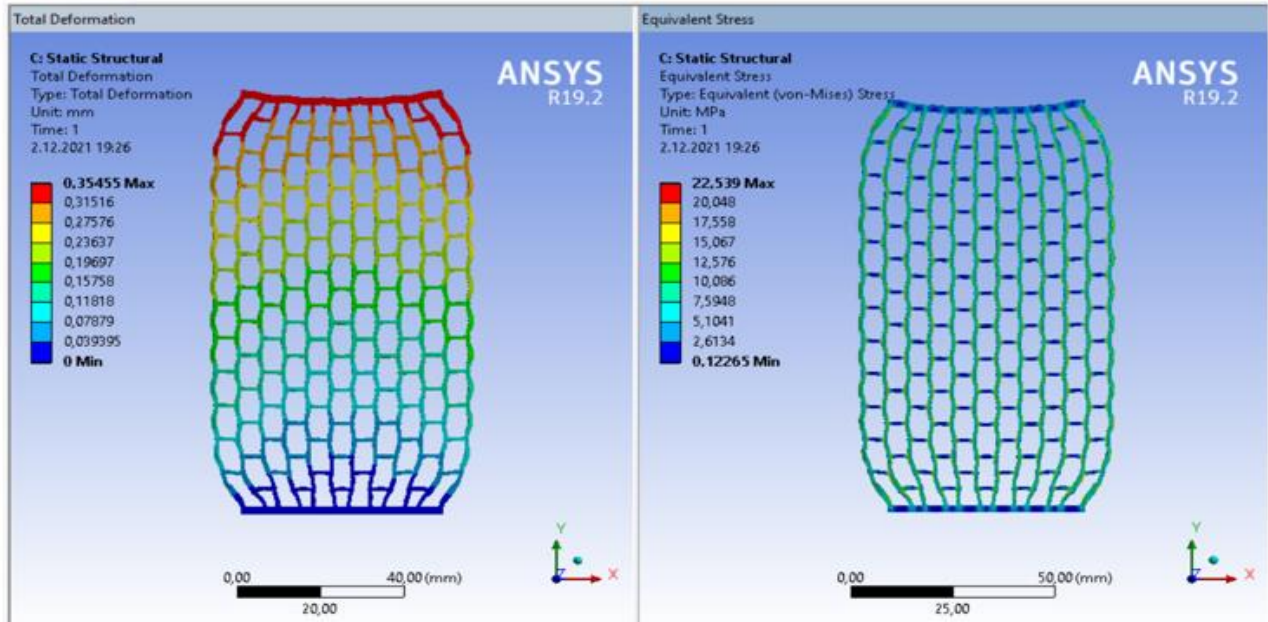 Total Deformation
C: Static Structural
Total Deformation
Type: Total Deformation
Unit: mm
Time: 1
2.12.2021 19:26
ANSYS
R19.2
0,35455 Max
0,31516
0,27576
0,23637
0,19697
0,15758
0,11818
0,07879
0,039395
0 Min
0,00
40,00 (mm)
20,00
Y
X
Z
Equivalent Stress
C: Static Structural
Equivalent Stress
Type: Equivalent (von-Mises) Stress
Unit: MPa
Time: 1
2.12.2021 19:26
ANSYS
R19.2
22,539 Max
20,048
17,558
15,067
12,576
10,086
7,5948
5,1041
2,6134
0,12265 Min
0,00
50,00 (mm)
25,00
Y
X
Z